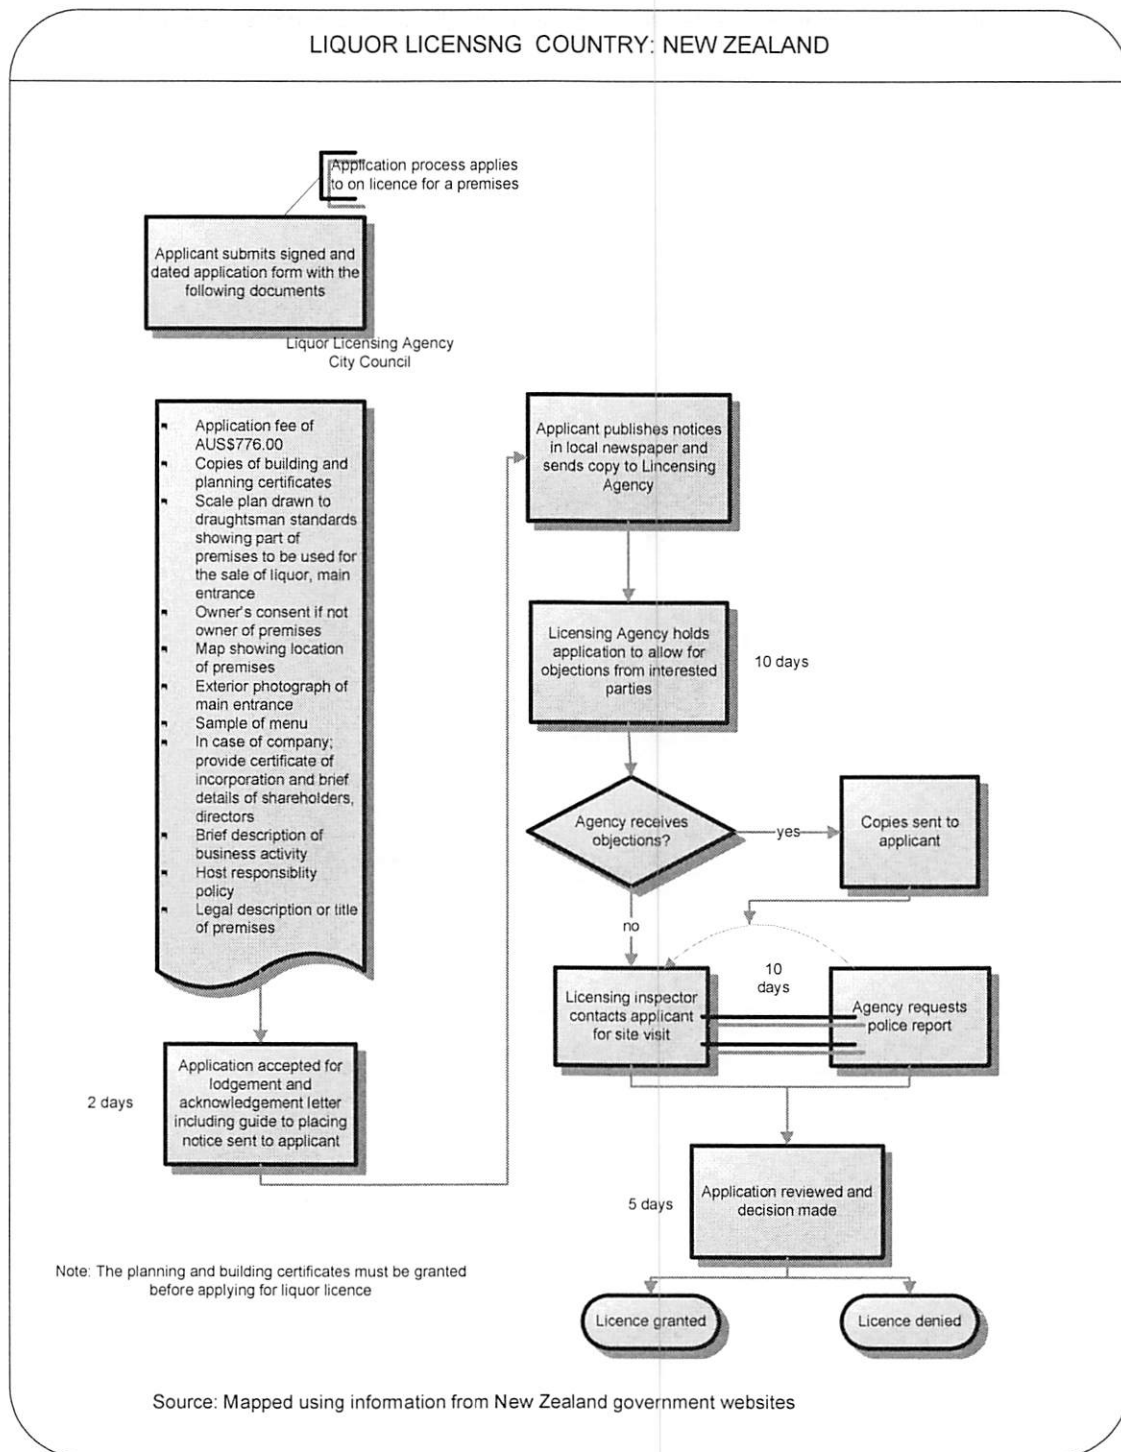 LIQUOR LICENSNG COUNTRY: NEW ZEALAND
Application process applies
to on licence for a premises
Applicant submits signed and
dated application form with the
following documents
Liquor Licensing Agency
City Council
Application fee of
AUS$776.00
Copies of building and
planning certificates
Scale plan drawn to
draughtsman standards
showing part of
premises to be used for
the sale of liquor, main
entrance
Owner's consent if not
owner of premises
Map showing location
of premises
Exterior photograph of
main entrance
Sample of menu
In case of company;
provide certificate of
incorporation and brief
details of shareholders,
directors
Brief description of
business activity
Host responsiblity
policy
Legal description or title
of premises
2 days
Application accepted for
lodgement and
acknowledgement letter
including guide to placing
notice sent to applicant
Applicant publishes notices
in local newspaper and
sends copy to Lincensing
Agency
Licensing Agency holds
application to allow for
objections from interested
parties
10 days
Agency receives
objections?
yes
Copies sent to
applicant
no
Licensing inspector
contacts applicant
for site visit
10
days
Agency requests
police report
5 days
Application reviewed and
decision made
Licence granted
Licence denied
Note: The planning and building certificates must be granted
before applying for liquor licence
Source: Mapped using information from New Zealand government websites